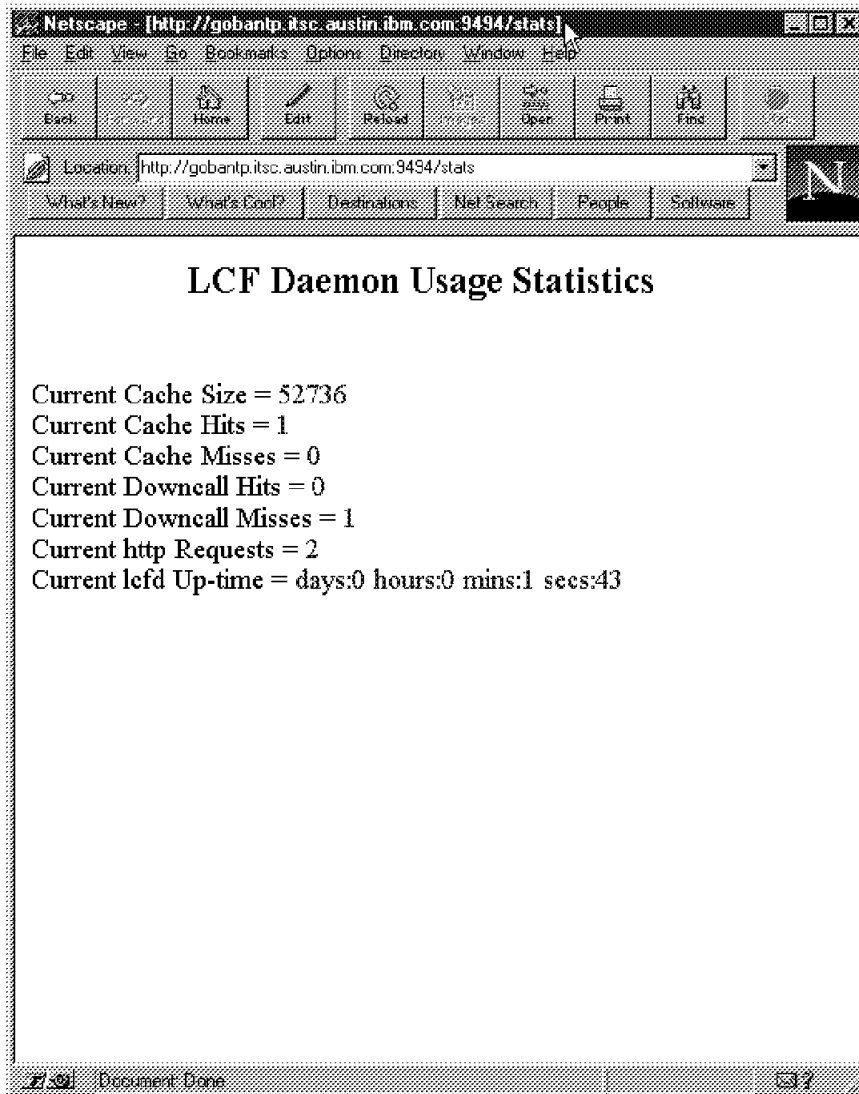 Netscape - [http://gobantp.itsc.austin.ibm.com:9494/stats]
File Edit View Go Bookmarks Options Directory Window Help
Back Forward Home Edit Reload Images Open Print Find
Location: http://gobantp.itsc.austin.ibm.com:9494/stats
N
What's New? What's Cool? Destinations Net Search People Software
LCF Daemon Usage Statistics
Current Cache Size = 52736
Current Cache Hits = 1
Current Cache Misses = 0
Current Downcall Hits = 0
Current Downcall Misses = 1
Current http Requests = 2
Current lcfd Up-time = days:0 hours:0 mins:1 secs:43
Document: Done